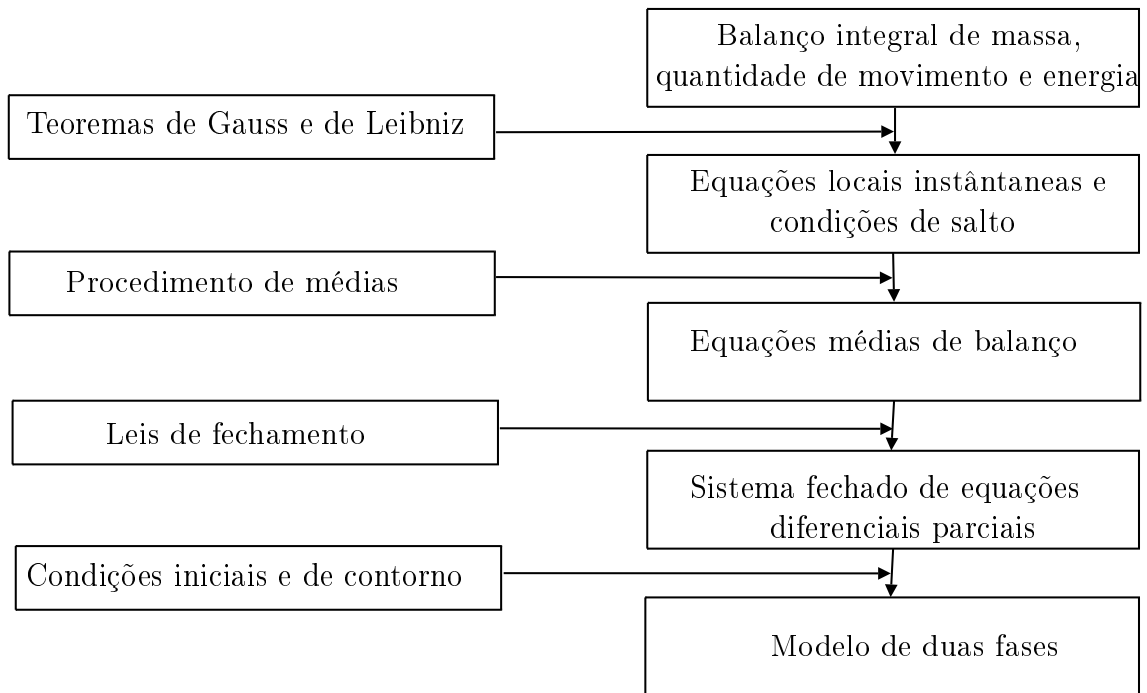 Balanço integral de massa,
quantidade de movimento e energia
Teoremas de Gauss e de Leibniz
Equações locais instântaneas e
condições de salto
Procedimento de médias
Equações médias de balanço
Leis de fechamento
Sistema fechado de equações
diferenciais parciais
Condições iniciais e de contorno
Modelo de duas fases